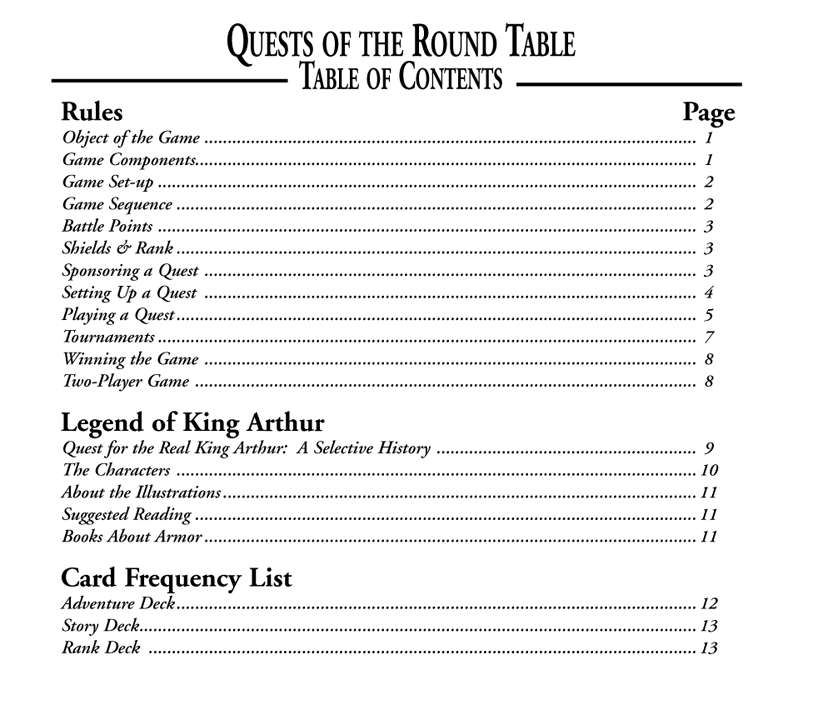 QUESTS OF THE ROUND TABLE
TABLE OF CONTENTS
Rules Page
Object of the Game .......................................................................................................... 1
Game Components............................................................................................................ 1
Game Set-up .................................................................................................................... 2
Game Sequence ................................................................................................................ 2
Battle Points .................................................................................................................... 3
Shields & Rank ................................................................................................................ 3
Sponsoring a Quest .......................................................................................................... 3
Setting Up a Quest .......................................................................................................... 4
Playing a Quest................................................................................................................ 5
Tournaments .................................................................................................................... 7
Winning the Game .......................................................................................................... 8
Two-Player Game ............................................................................................................ 8
Legend of King Arthur
Quest for the Real King Arthur: A Selective History ........................................................ 9
The Characters ................................................................................................................ 10
About the Illustrations...................................................................................................... 11
Suggested Reading ............................................................................................................ 11
Books About Armor.......................................................................................................... 11
Card Frequency List
Adventure Deck................................................................................................................ 12
Story Deck........................................................................................................................ 13
Rank Deck ...................................................................................................................... 13